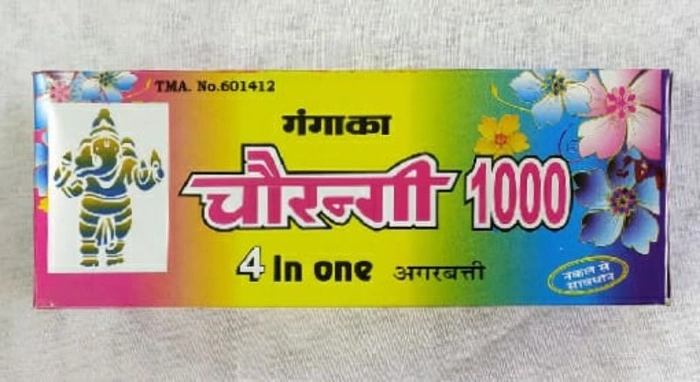 TMA. No.601412
गंगाका
चौरन्गी 1000
4 In one अगरबत्ती
नकल से
सावधान